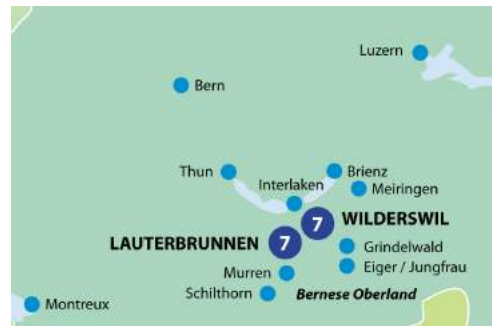 Luzern
Bern
Thun
Brienz
Interlaken
Meiringen
7 WILDERSWIL
LAUTERBRUNNEN 7
Grindelwald
Eiger / Jungfrau
Murren
Schilthorn
Bernese Oberland
Montreux